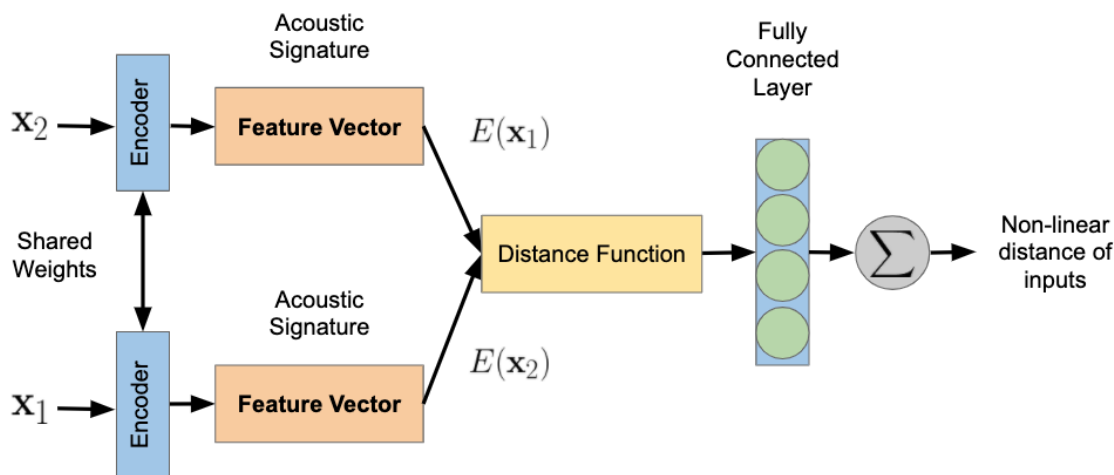 Acoustic
Signature
x₂
Encoder
Feature Vector
E(x₁)
Shared
Weights
Acoustic
Signature
x₁
Encoder
Feature Vector
E(x₂)
Distance Function
Fully
Connected
Layer
Σ
Non-linear
distance of
inputs